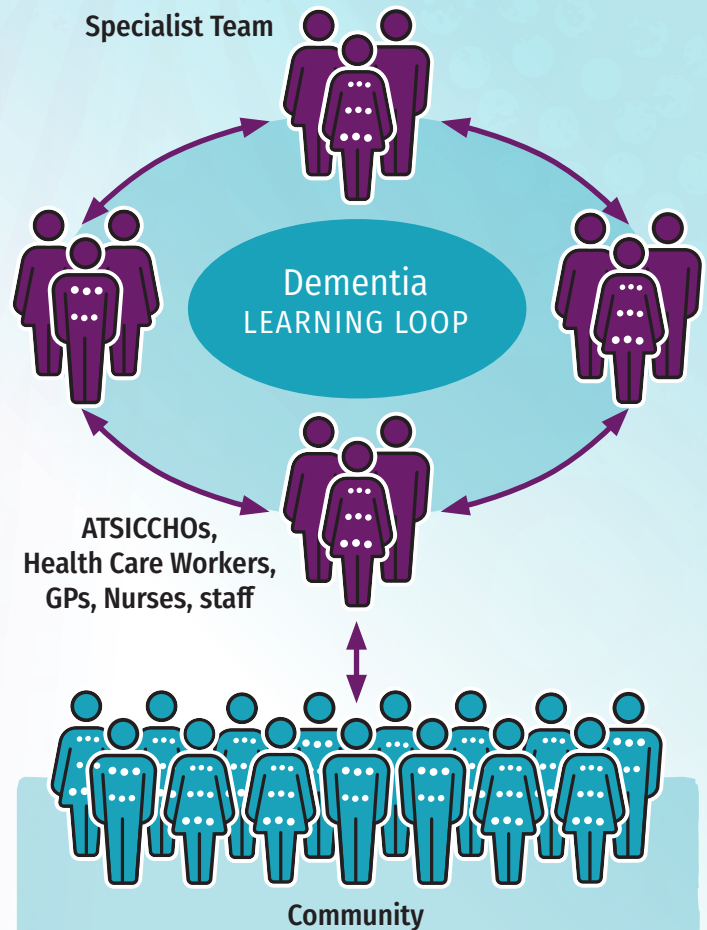 Specialist Team
Dementia
LEARNING LOOP
ATSICCHOs,
Health Care Workers,
GPs, Nurses, staff
Community